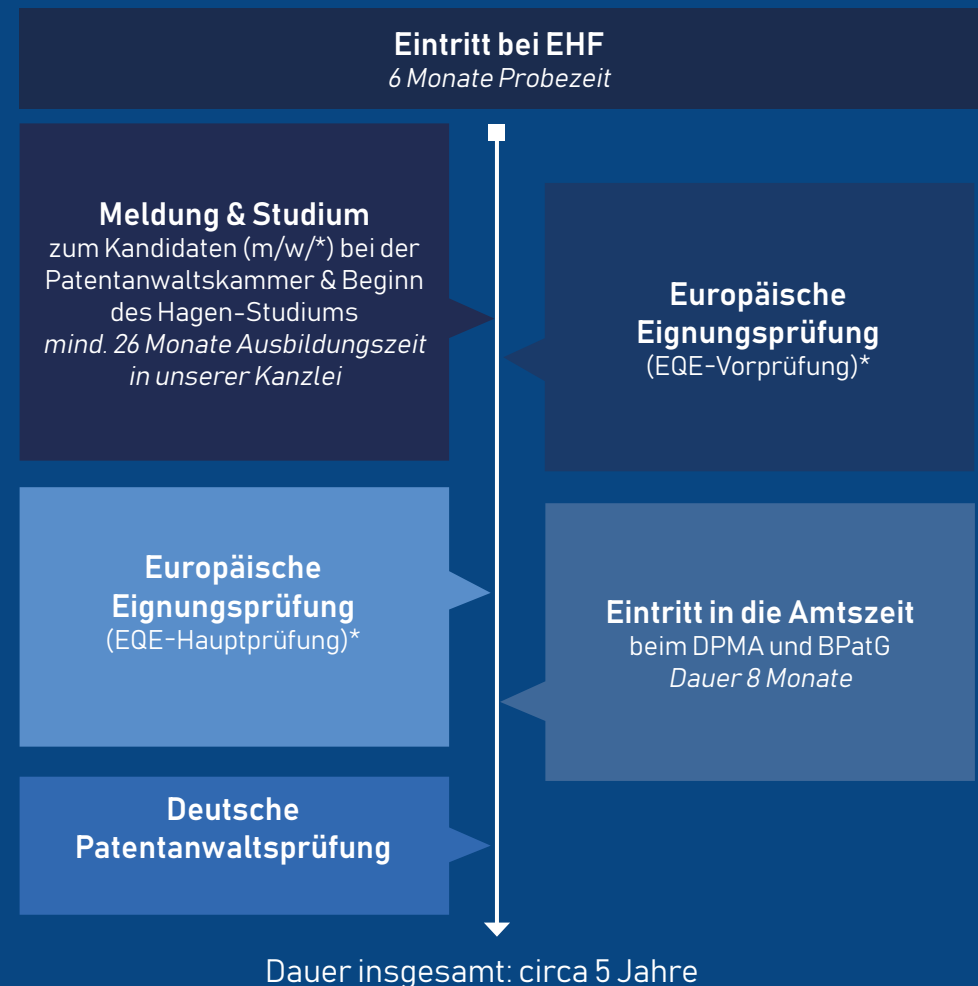 Eintritt bei EHF
6 Monate Probezeit
Meldung & Studium
zum Kandidaten (m/w/*) bei der
Patentanwaltskammer & Beginn
des Hagen-Studiums
mind. 26 Monate Ausbildungszeit
in unserer Kanzlei
Europäische
Eignungsprüfung
(EQE-Vorprüfung)*
Europäische
Eignungsprüfung
(EQE-Hauptprüfung)*
Eintritt in die Amtszeit
beim DPMA und BPatG
Dauer 8 Monate
Deutsche
Patentanwaltsprüfung
Dauer insgesamt: circa 5 Jahre